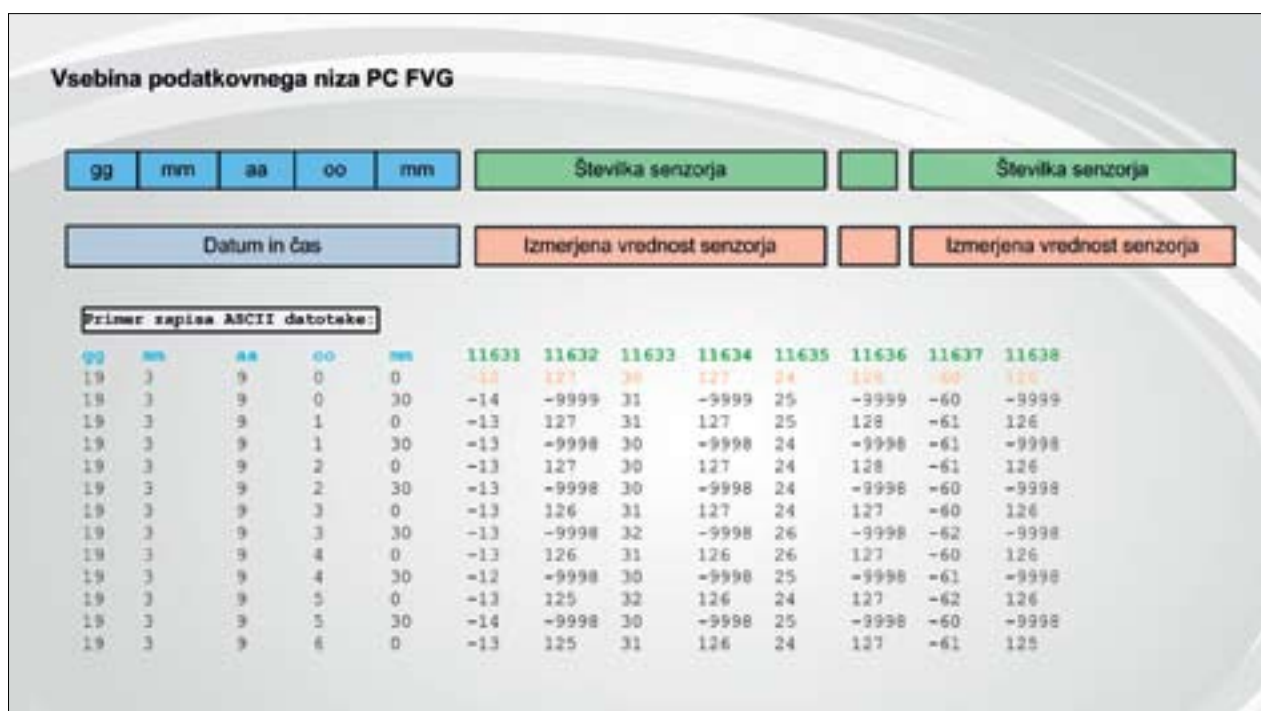 Vsebina podatkovnega niza PC FVG
gg mm aa oo mm Številka senzorja Številka senzorja
Datum in čas Izmerjena vrednost senzorja Izmerjena vrednost senzorja
Primer zapisa ASCII datoteke:
gg mm aa oo mm 11631 11632 11633 11634 11635 11636 11637 11638
19 3 9 0 0 127 127 24
19 3 9 0 30 -14 -9999 31 -9999 25 -9999 -60 -9999
19 3 9 1 0 -13 127 31 127 25 128 -61 126
19 3 9 1 30 -13 -9998 30 -9998 24 -9998 -61 -9998
19 3 9 2 0 -13 127 30 127 24 128 -61 126
19 3 9 2 30 -13 -9998 30 -9998 24 -9998 -60 -9998
19 3 9 3 0 -13 126 31 127 24 127 -60 126
19 3 9 3 30 -13 -9998 32 -9998 26 -9998 -62 -9998
19 3 9 4 0 -13 126 31 126 26 127 -60 126
19 3 9 4 30 -12 -9998 30 -9998 25 -9998 -61 -9998
19 3 9 5 0 -13 125 32 126 24 127 -62 126
19 3 9 5 30 -14 -9998 30 -9998 25 -9998 -60 -9998
19 3 9 6 0 -13 125 31 126 24 127 -61 125